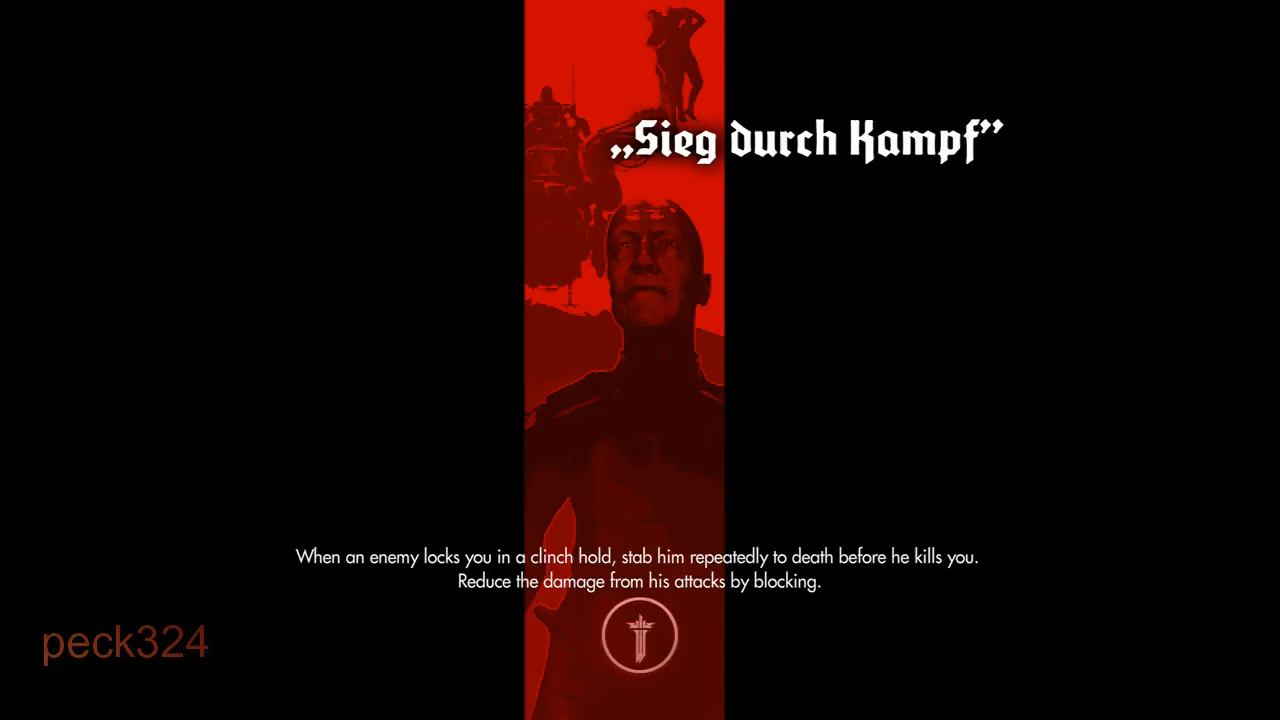 „Sieg durch Kampf”
When an enemy locks you in a clinch hold, stab him repeatedly to death before he kills you.
Reduce the damage from his attacks by blocking.
peck324